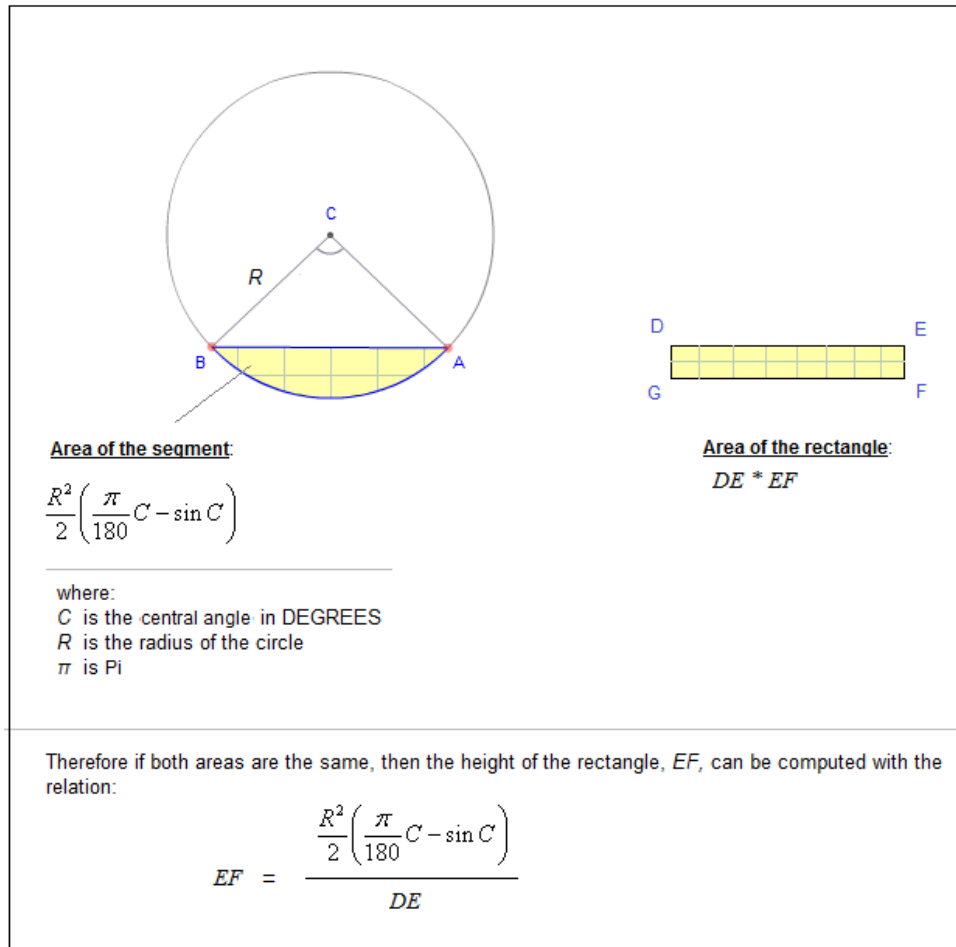 C
R
B
A
D
E
G
F
Area of the segment:
R²/2 (π/180 C − sin C)
Area of the rectangle:
DE * EF
where:
C is the central angle in DEGREES
R is the radius of the circle
π is Pi
Therefore if both areas are the same, then the height of the rectangle, EF, can be computed with the
relation:
EF = R²/2 (π/180 C − sin C) / DE